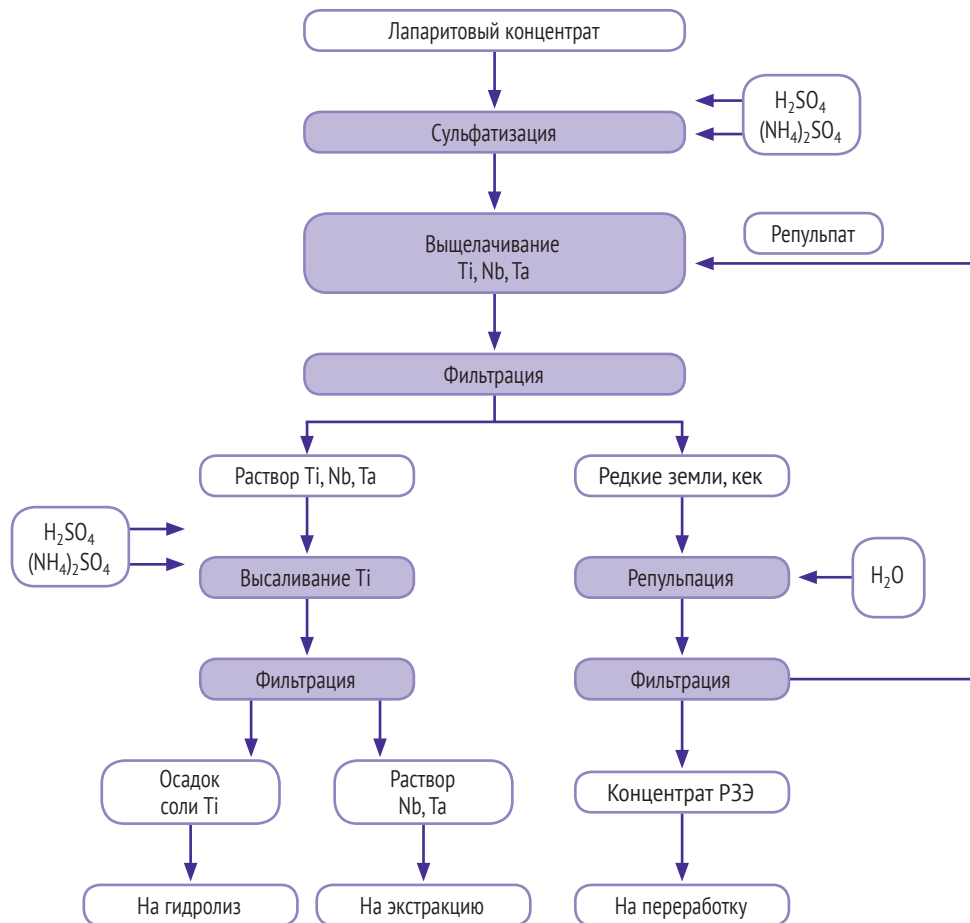 Лапаритовый концентрат
H₂SO₄
(NH₄)₂SO₄
Сульфатизация
Репульпат
Выщелачивание
Ti, Nb, Ta
Фильтрация
Раствор Ti, Nb, Ta
Редкие земли, кек
H₂SO₄
(NH₄)₂SO₄
Высаливание Ti
Репульпация
H₂O
Фильтрация
Фильтрация
Осадок
соли Ti
Раствор
Nb, Ta
Концентрат РЗЭ
На гидролиз
На экстракцию
На переработку